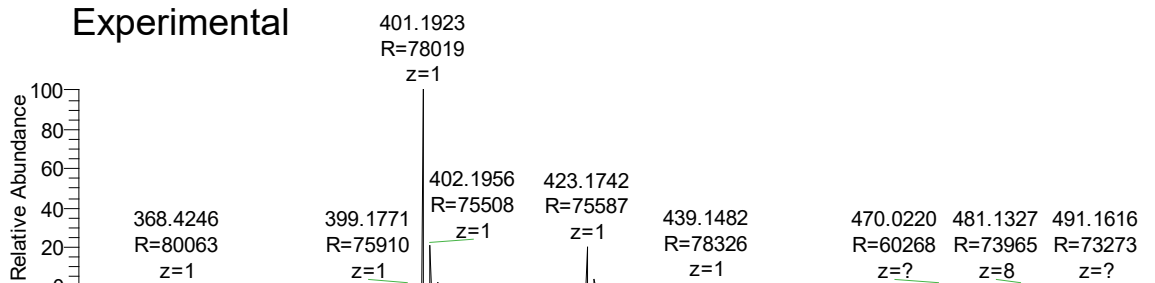 Experimental
401.1923
R=78019
z=1
100
80
60
40
20
Relative Abundance
402.1956
R=75508
z=1
423.1742
R=75587
z=1
368.4246
R=80063
z=1
399.1771
R=75910
z=1
439.1482
R=78326
z=1
470.0220
R=60268
z=?
481.1327
R=73965
z=8
491.1616
R=73273
z=?